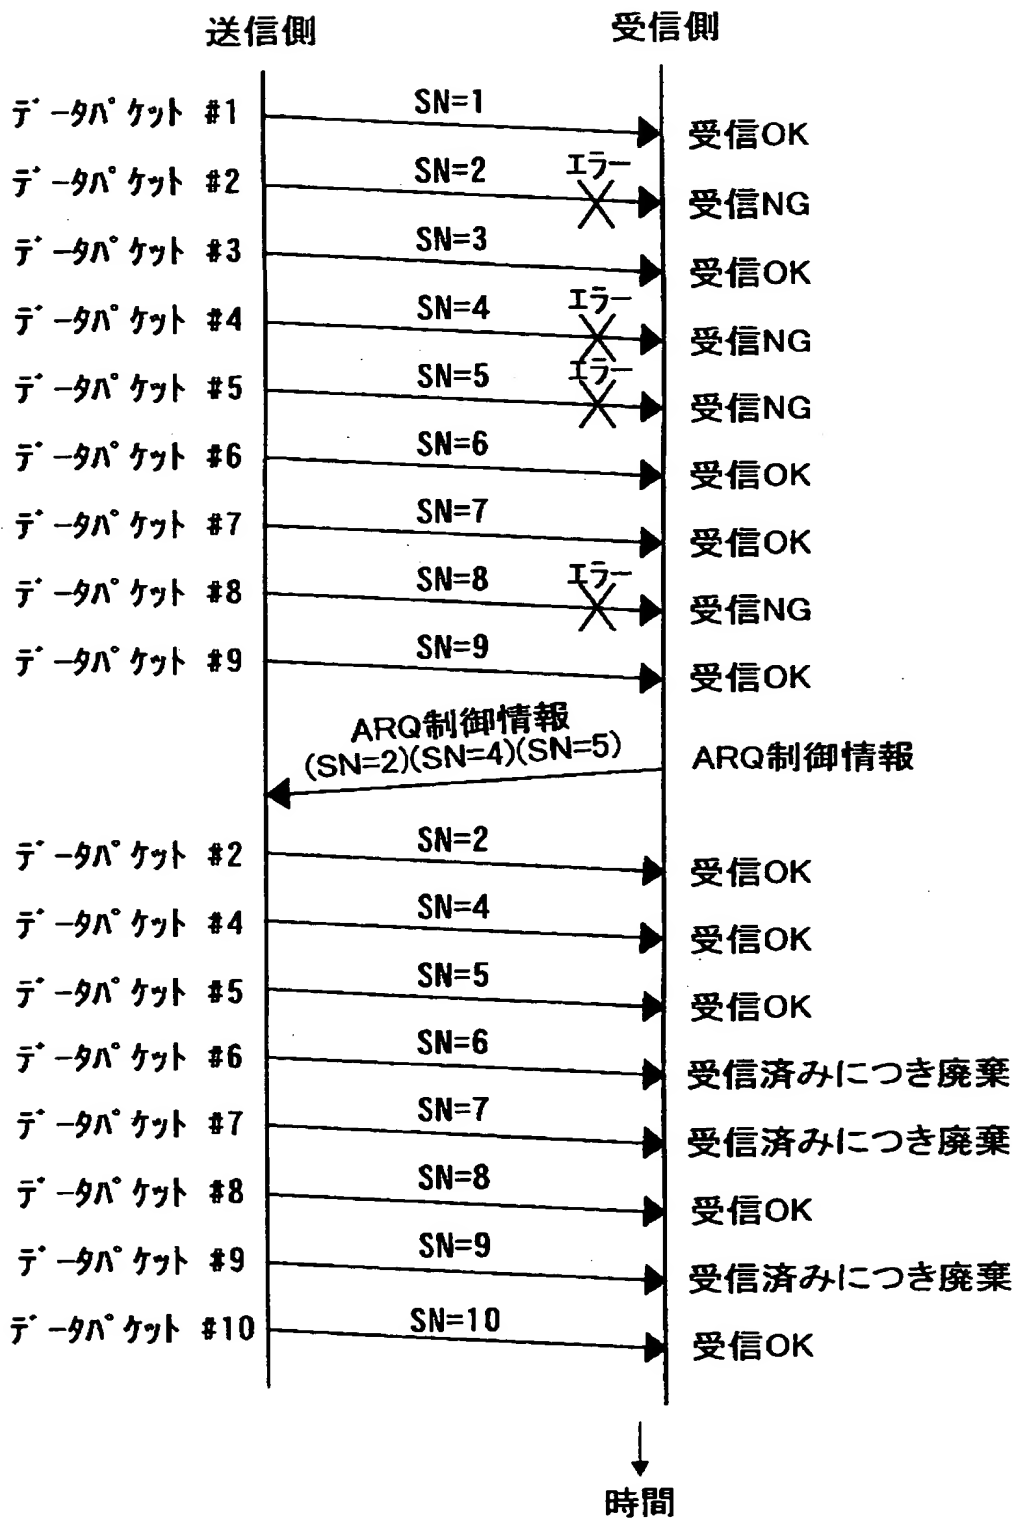 送信側 受信側
データパケット #1 SN=1 受信OK
データパケット #2 SN=2 エラー 受信NG
データパケット #3 SN=3 受信OK
データパケット #4 SN=4 エラー 受信NG
データパケット #5 SN=5 エラー 受信NG
データパケット #6 SN=6 受信OK
データパケット #7 SN=7 受信OK
データパケット #8 SN=8 エラー 受信NG
データパケット #9 SN=9 受信OK
ARQ制御情報
(SN=2)(SN=4)(SN=5) ARQ制御情報
データパケット #2 SN=2 受信OK
データパケット #4 SN=4 受信OK
データパケット #5 SN=5 受信OK
データパケット #6 SN=6 受信済みにつき廃棄
データパケット #7 SN=7 受信済みにつき廃棄
データパケット #8 SN=8 受信OK
データパケット #9 SN=9 受信済みにつき廃棄
データパケット #10 SN=10 受信OK
時間